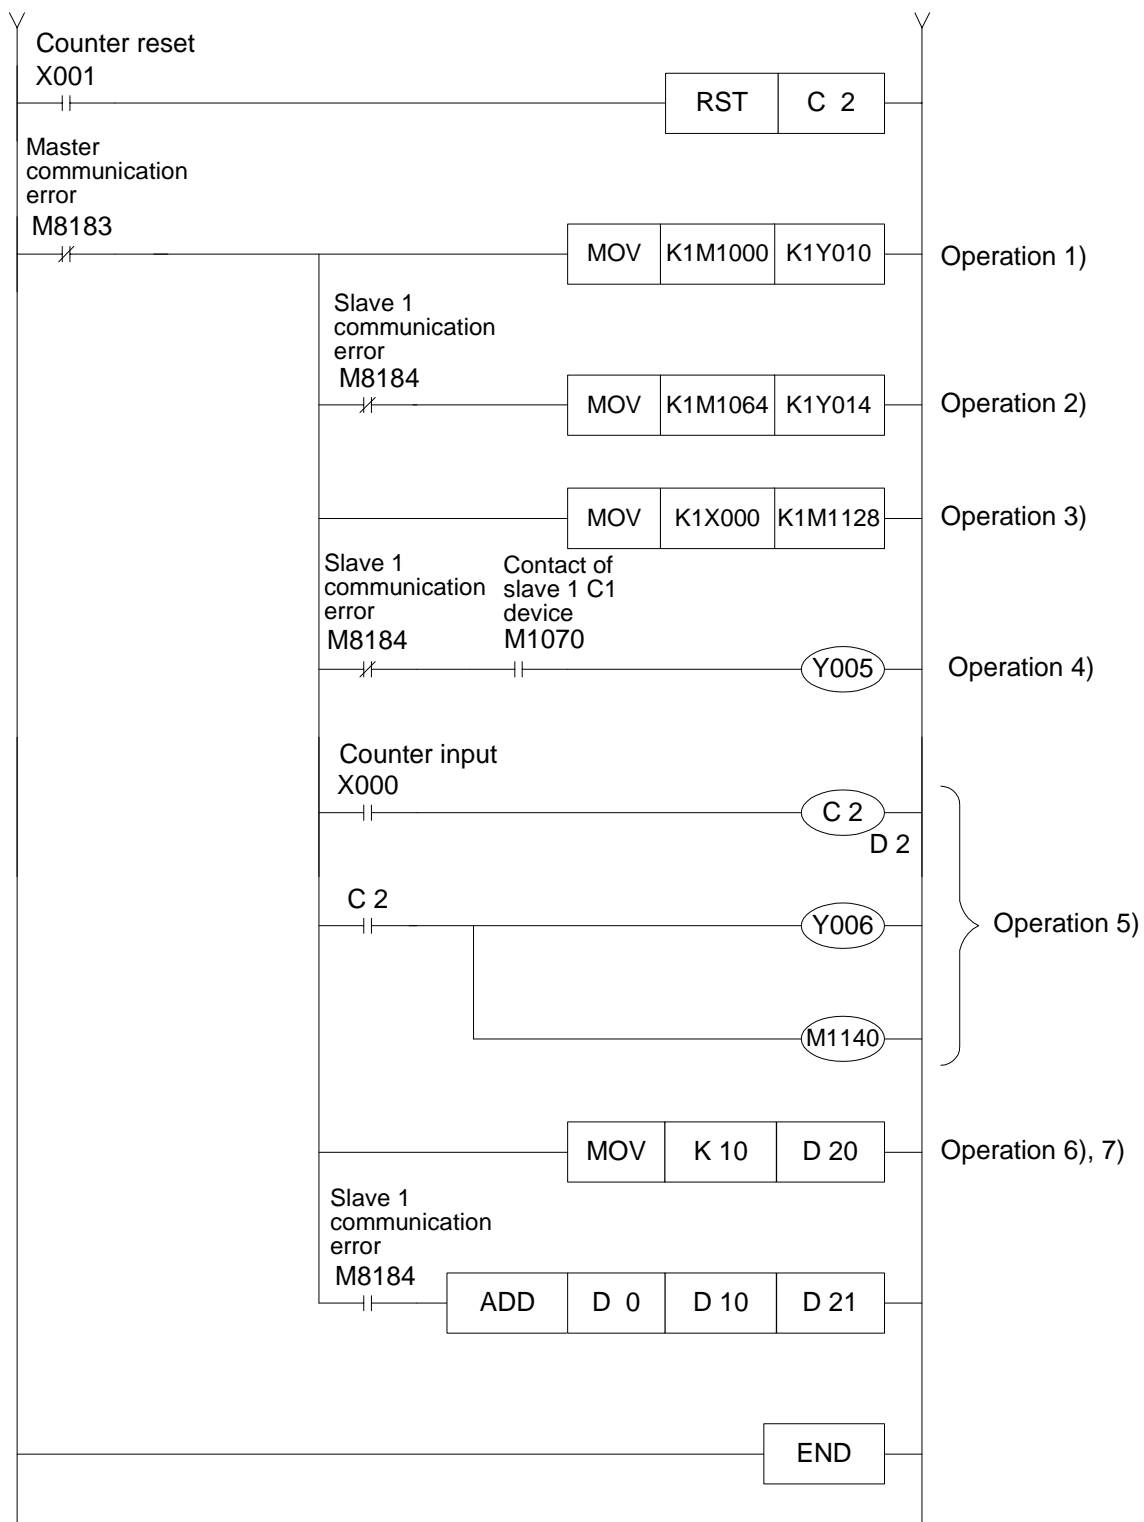 Counter reset
X001
RST C 2
Master
communication
error
M8183
MOV K1M1000 K1Y010 Operation 1)
Slave 1
communication
error
M8184
MOV K1M1064 K1Y014 Operation 2)
MOV K1X000 K1M1128 Operation 3)
Slave 1
communication
error
M8184
Contact of
slave 1 C1
device
M1070
Y005 Operation 4)
Counter input
X000
C 2
D 2
C 2
Y006 Operation 5)
M1140
MOV K 10 D 20 Operation 6), 7)
Slave 1
communication
error
M8184
ADD D 0 D 10 D 21
END